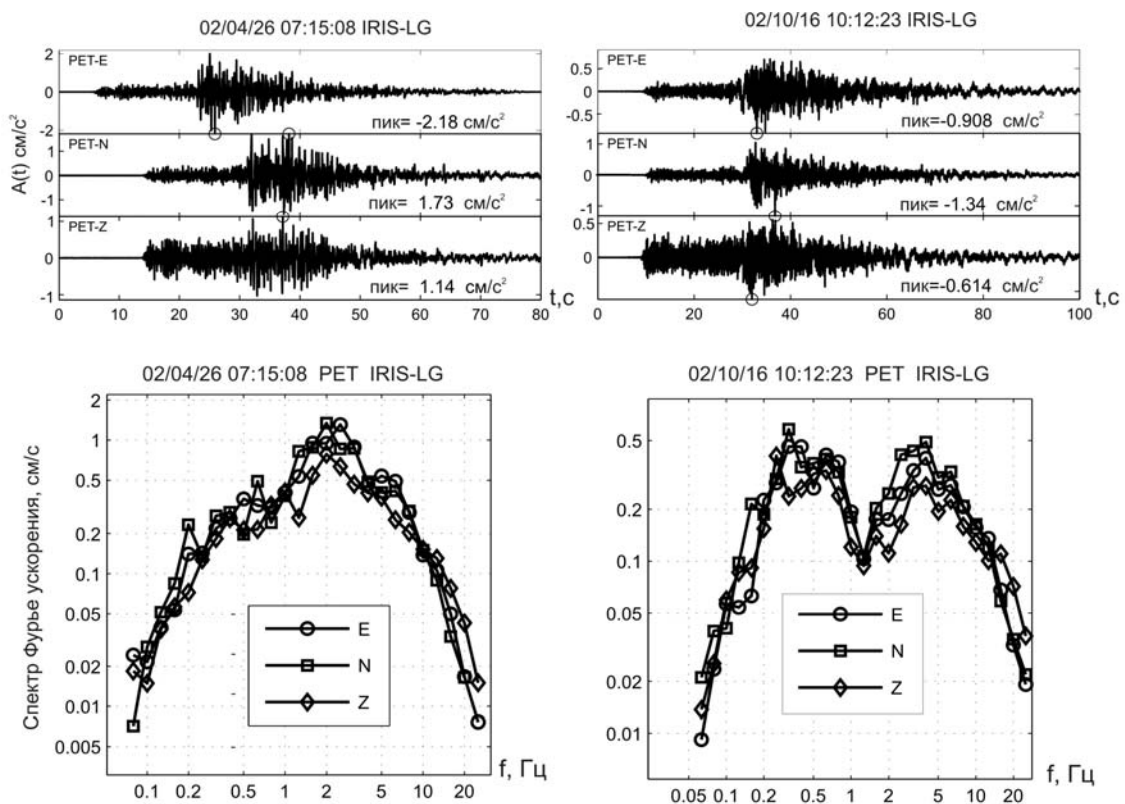 02/04/26 07:15:08 IRIS-LG
PET-E
2
0
-2
пик= -2.18 см/с²
A(t) см/с²
PET-N
1
0
-1
пик= 1.73 см/с²
PET-Z
1
0
-1
пик= 1.14 см/с²
0 10 20 30 40 50 60 70 80 t,c
02/10/16 10:12:23 IRIS-LG
PET-E
0.5
0
-0.5
пик=-0.908 см/с²
PET-N
1
0
-1
пик= -1.34 см/с²
PET-Z
0.5
0
-0.5
пик=-0.614 см/с²
0 20 40 60 80 100 t,c
02/04/26 07:15:08 PET IRIS-LG
Спектр Фурье ускорения, см/с
2
1
0.5
0.2
0.1
0.05
0.02
0.01
0.005
E
N
Z
0.1 0.2 0.5 1 2 5 10 20
f, Гц
02/10/16 10:12:23 PET IRIS-LG
0.5
0.2
0.1
0.05
0.02
0.01
E
N
Z
0.05 0.1 0.2 0.5 1 2 5 10 20
f, Гц